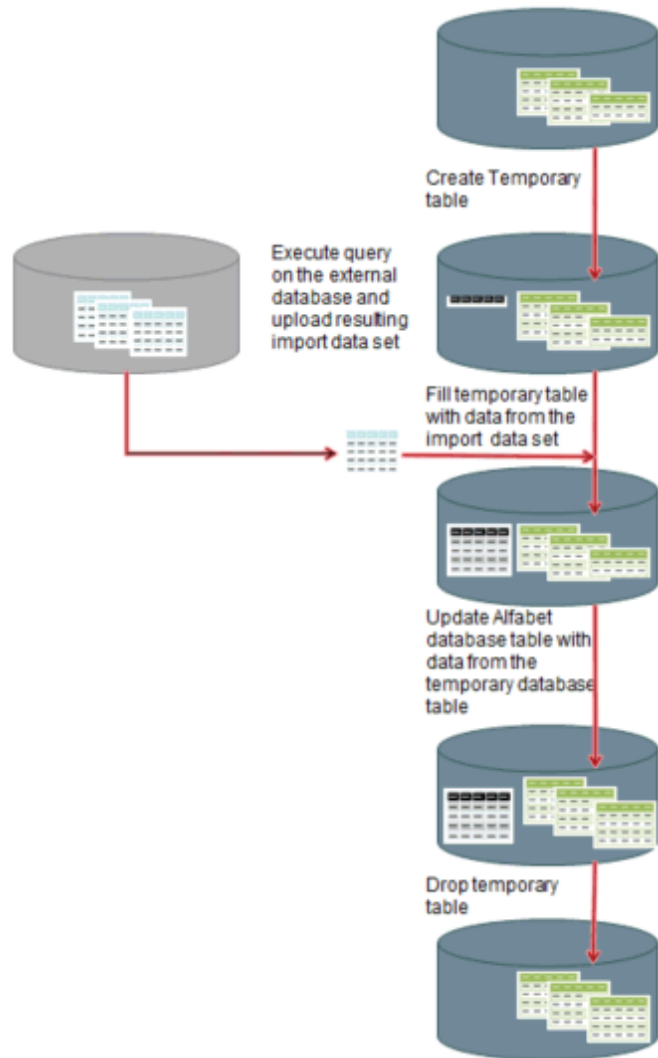 Create Temporary
table
Execute query
on the external
database and
upload resulting
import data set
Fill temporary table
with data from the
import data set
Update Alfabet
database table with
data from the
temporary database
table
Drop temporary
table